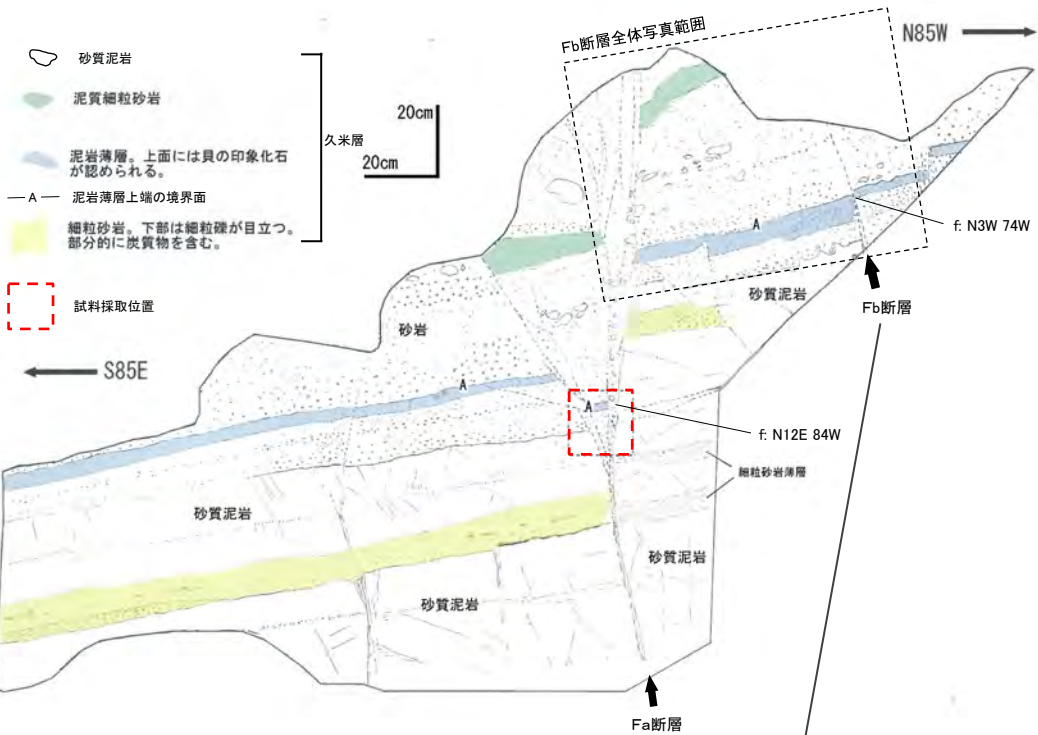 Fb断層全体写真範囲
N85W
砂質泥岩
泥質細粒砂岩
泥岩薄層。上面には貝の印象化石
が認められる。
—A— 泥岩薄層上端の境界面
細粒砂岩。下部は細粒礫が目立つ。
部分的に炭質物を含む。
久米層
試料採取位置
20cm
20cm
S85E
砂岩
A
A
A
f: N3W 74W
砂質泥岩
Fb断層
f: N12E 84W
細粒砂岩薄層
砂質泥岩
砂質泥岩
砂質泥岩
Fa断層